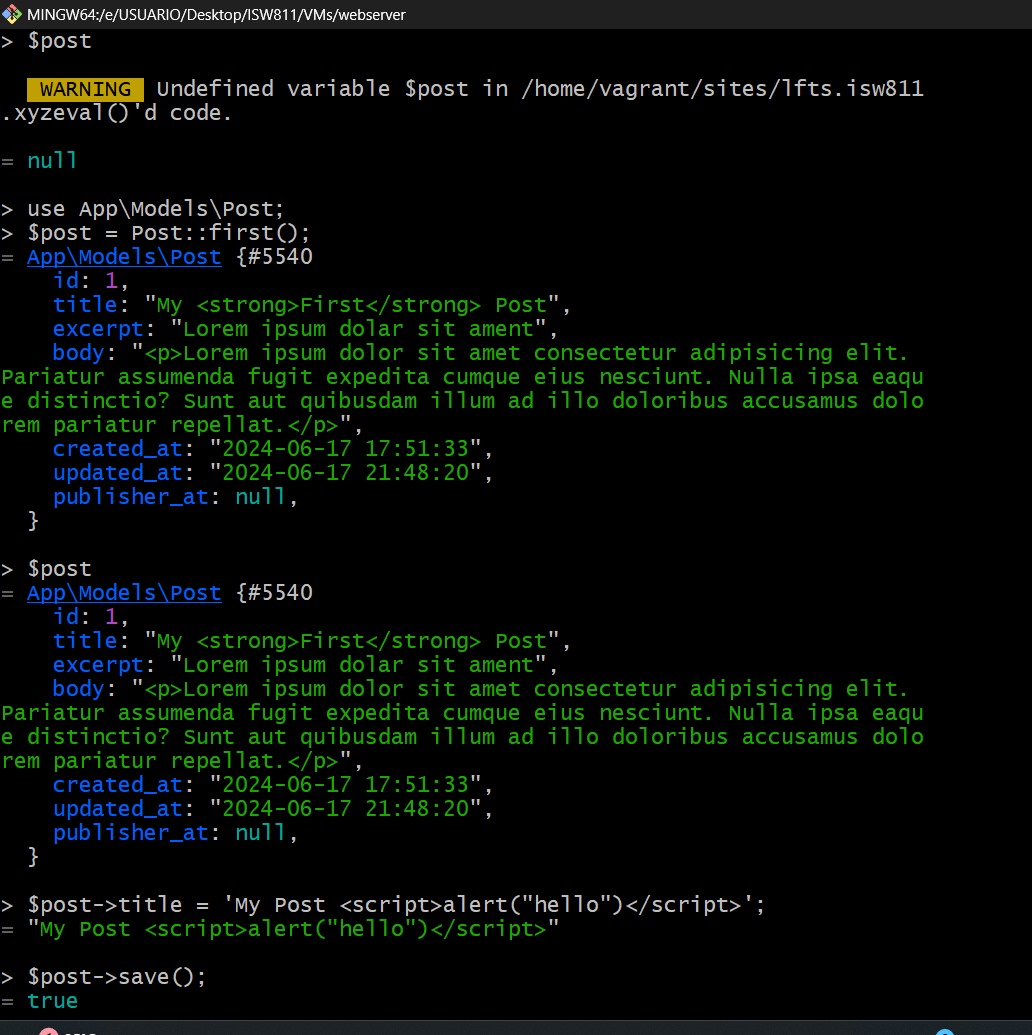 MINGW64:/e/USUARIO/Desktop/ISW811/VMs/webserver
> $post
WARNING Undefined variable $post in /home/vagrant/sites/lfts.isw811
.xyzeval()'d code.
= null
> use App\Models\Post;
> $post = Post::first();
= App\Models\Post {#5540
id: 1,
title: "My <strong>First</strong> Post",
excerpt: "Lorem ipsum dolar sit ament",
body: "<p>Lorem ipsum dolor sit amet consectetur adipisicing elit.
Pariatur assumenda fugit expedita cumque eius nesciunt. Nulla ipsa eaqu
e distinctio? Sunt aut quibusdam illum ad illo doloribus accusamus dolo
rem pariatur repellat.</p>",
created_at: "2024-06-17 17:51:33",
updated_at: "2024-06-17 21:48:20",
publisher_at: null,
}
> $post
= App\Models\Post {#5540
id: 1,
title: "My <strong>First</strong> Post",
excerpt: "Lorem ipsum dolar sit ament",
body: "<p>Lorem ipsum dolor sit amet consectetur adipisicing elit.
Pariatur assumenda fugit expedita cumque eius nesciunt. Nulla ipsa eaqu
e distinctio? Sunt aut quibusdam illum ad illo doloribus accusamus dolo
rem pariatur repellat.</p>",
created_at: "2024-06-17 17:51:33",
updated_at: "2024-06-17 21:48:20",
publisher_at: null,
}
> $post->title = 'My Post <script>alert("hello")</script>';
= "My Post <script>alert("hello")</script>"
> $post->save();
= true